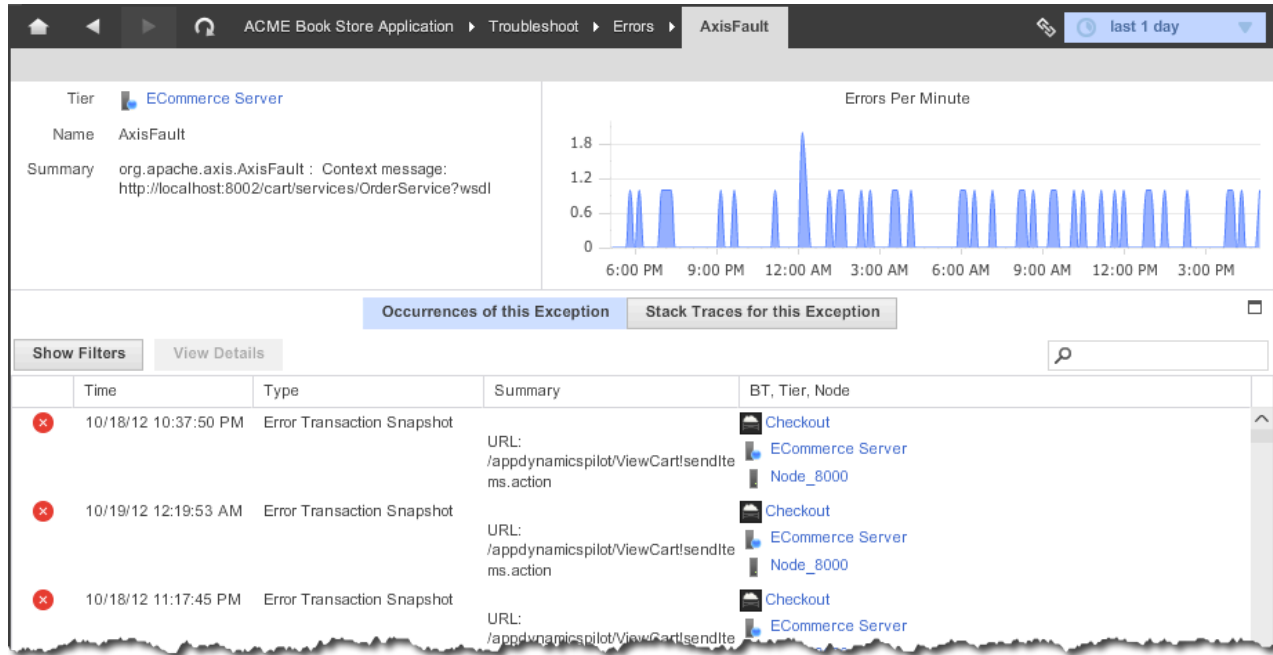 ACME Book Store Application Troubleshoot Errors AxisFault last 1 day
Tier ECommerce Server
Name AxisFault
Summary org.apache.axis.AxisFault : Context message:
http://localhost:8002/cart/services/OrderService?wsdl
Errors Per Minute
1.8
1.2
0.6
0
6:00 PM 9:00 PM 12:00 AM 3:00 AM 6:00 AM 9:00 AM 12:00 PM 3:00 PM
Occurrences of this Exception Stack Traces for this Exception
Show Filters View Details
Time Type Summary BT, Tier, Node
10/18/12 10:37:50 PM Error Transaction Snapshot Checkout
URL:
ECommerce Server
/appdynamicspilot/ViewCart!sendIte
ms.action Node_8000
10/19/12 12:19:53 AM Error Transaction Snapshot Checkout
URL:
ECommerce Server
/appdynamicspilot/ViewCart!sendIte
ms.action Node_8000
10/18/12 11:17:45 PM Error Transaction Snapshot Checkout
URL:
ECommerce Server
/appdynamicspilot/ViewCart!sendIte